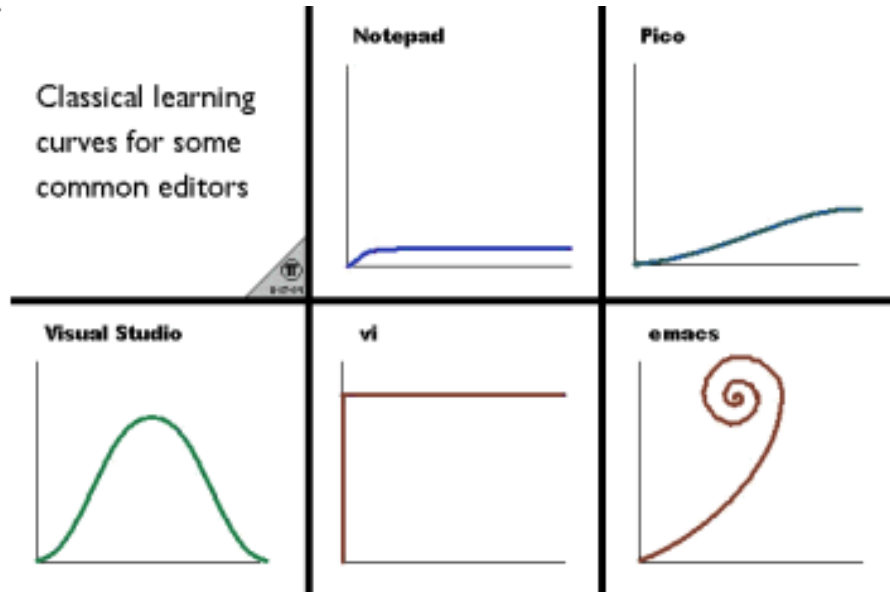 Classical learning
curves for some
common editors
Notepad
Pico
Visual Studio
vi
emacs